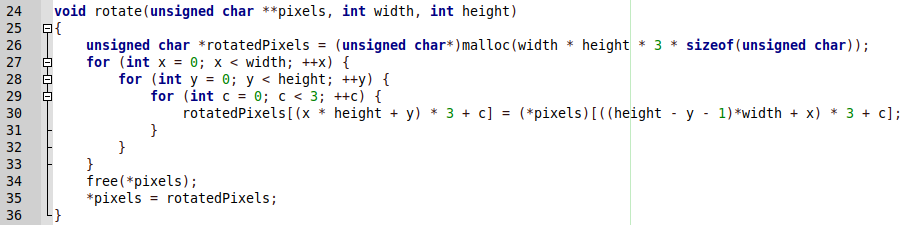 24 void rotate(unsigned char **pixels, int width, int height)
25 {
26     unsigned char *rotatedPixels = (unsigned char*)malloc(width * height * 3 * sizeof(unsigned char));
27     for (int x = 0; x < width; ++x) {
28         for (int y = 0; y < height; ++y) {
29             for (int c = 0; c < 3; ++c) {
30                 rotatedPixels[(x * height + y) * 3 + c] = (*pixels)[((height - y - 1)*width + x) * 3 + c];
31             }
32         }
33     }
34     free(*pixels);
35     *pixels = rotatedPixels;
36 }